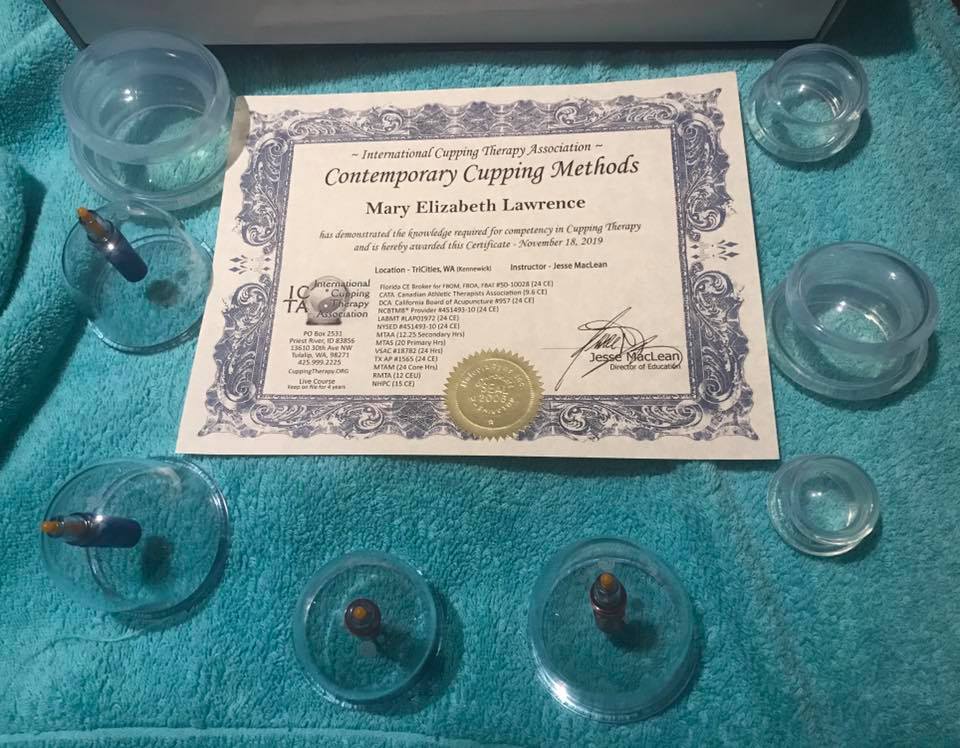 ~ International Cupping Therapy Association ~
Contemporary Cupping Methods
Mary Elizabeth Lawrence
has demonstrated the knowledge required for competency in Cupping Therapy
and is hereby awarded this Certificate - November 18, 2019
Location - TriCities, WA (Kennewick) Instructor - Jesse MacLean
IC
TA
International
Cupping
Therapy
Association
PO Box 2531
Priest River, ID 83856
13610 30th Ave NW
Tulalip, WA, 98271
425.999.2225
CuppingTherapy.ORG
Live Course
Keep on file for 4 years
Florida CE Broker for FBOM, FBOA, FBAT #50-10028 (24 CE)
CATA Canadian Athletic Therapists Association (9.6 CE)
DCA California Board of Acupuncture #957 (24 CE)
NCBTMB® Provider #451493-10 (24 CE)
LABMT #LAP01972 (24 CE)
NYSED #451493-10 (24 CE)
MTAA (12.25 Secondary Hrs)
MTAS (20 Primary Hrs)
VSAC #18782 (24 Hrs)
TX AP #1565 (24 CE)
MTAM (24 Core Hrs)
RMTA (12 CEU)
NHPC (15 CE)
Jesse MacLean
Director of Education
2005